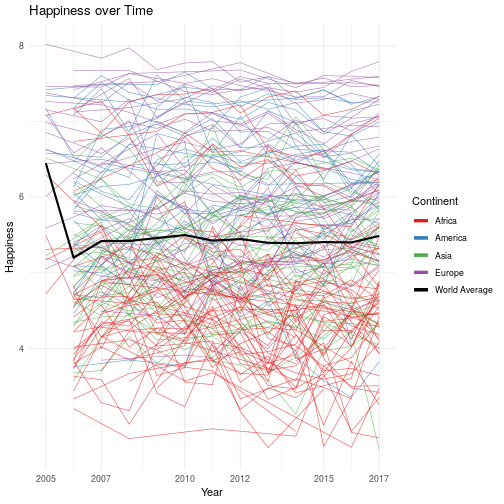 Happiness over Time
Happiness
8
6
4
2005
2007
2010
2012
2015
2017
Year
Continent
Africa
America
Asia
Europe
World Average